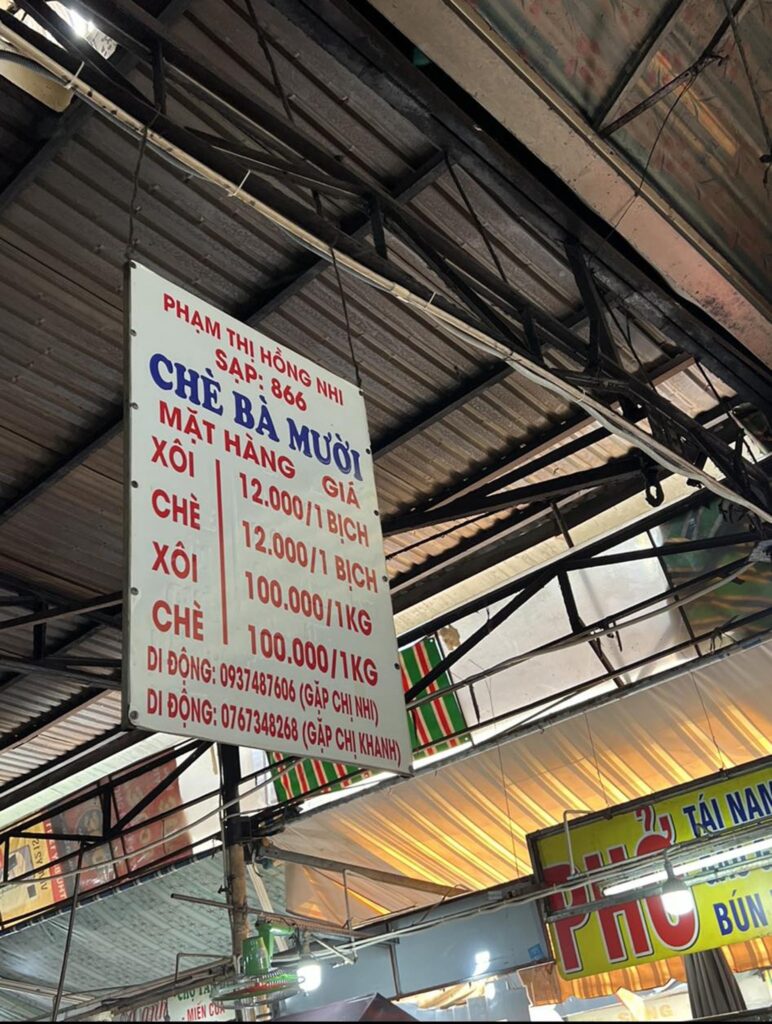 PHẠM THỊ HỒNG NHI
SẠP: 866
CHÈ BÀ MƯỜI
MẶT HÀNG GIÁ
XÔI 12.000/1 BỊCH
CHÈ 12.000/1 BỊCH
XÔI 100.000/1KG
CHÈ 100.000/1KG
DI ĐỘNG: 0937487606 (GẶP CHỊ NHI)
DI ĐỘNG: 0767348268 (GẶP CHỊ KHANH)
PHỞ
TÁI NAM
BÚN
MIẾN CUA